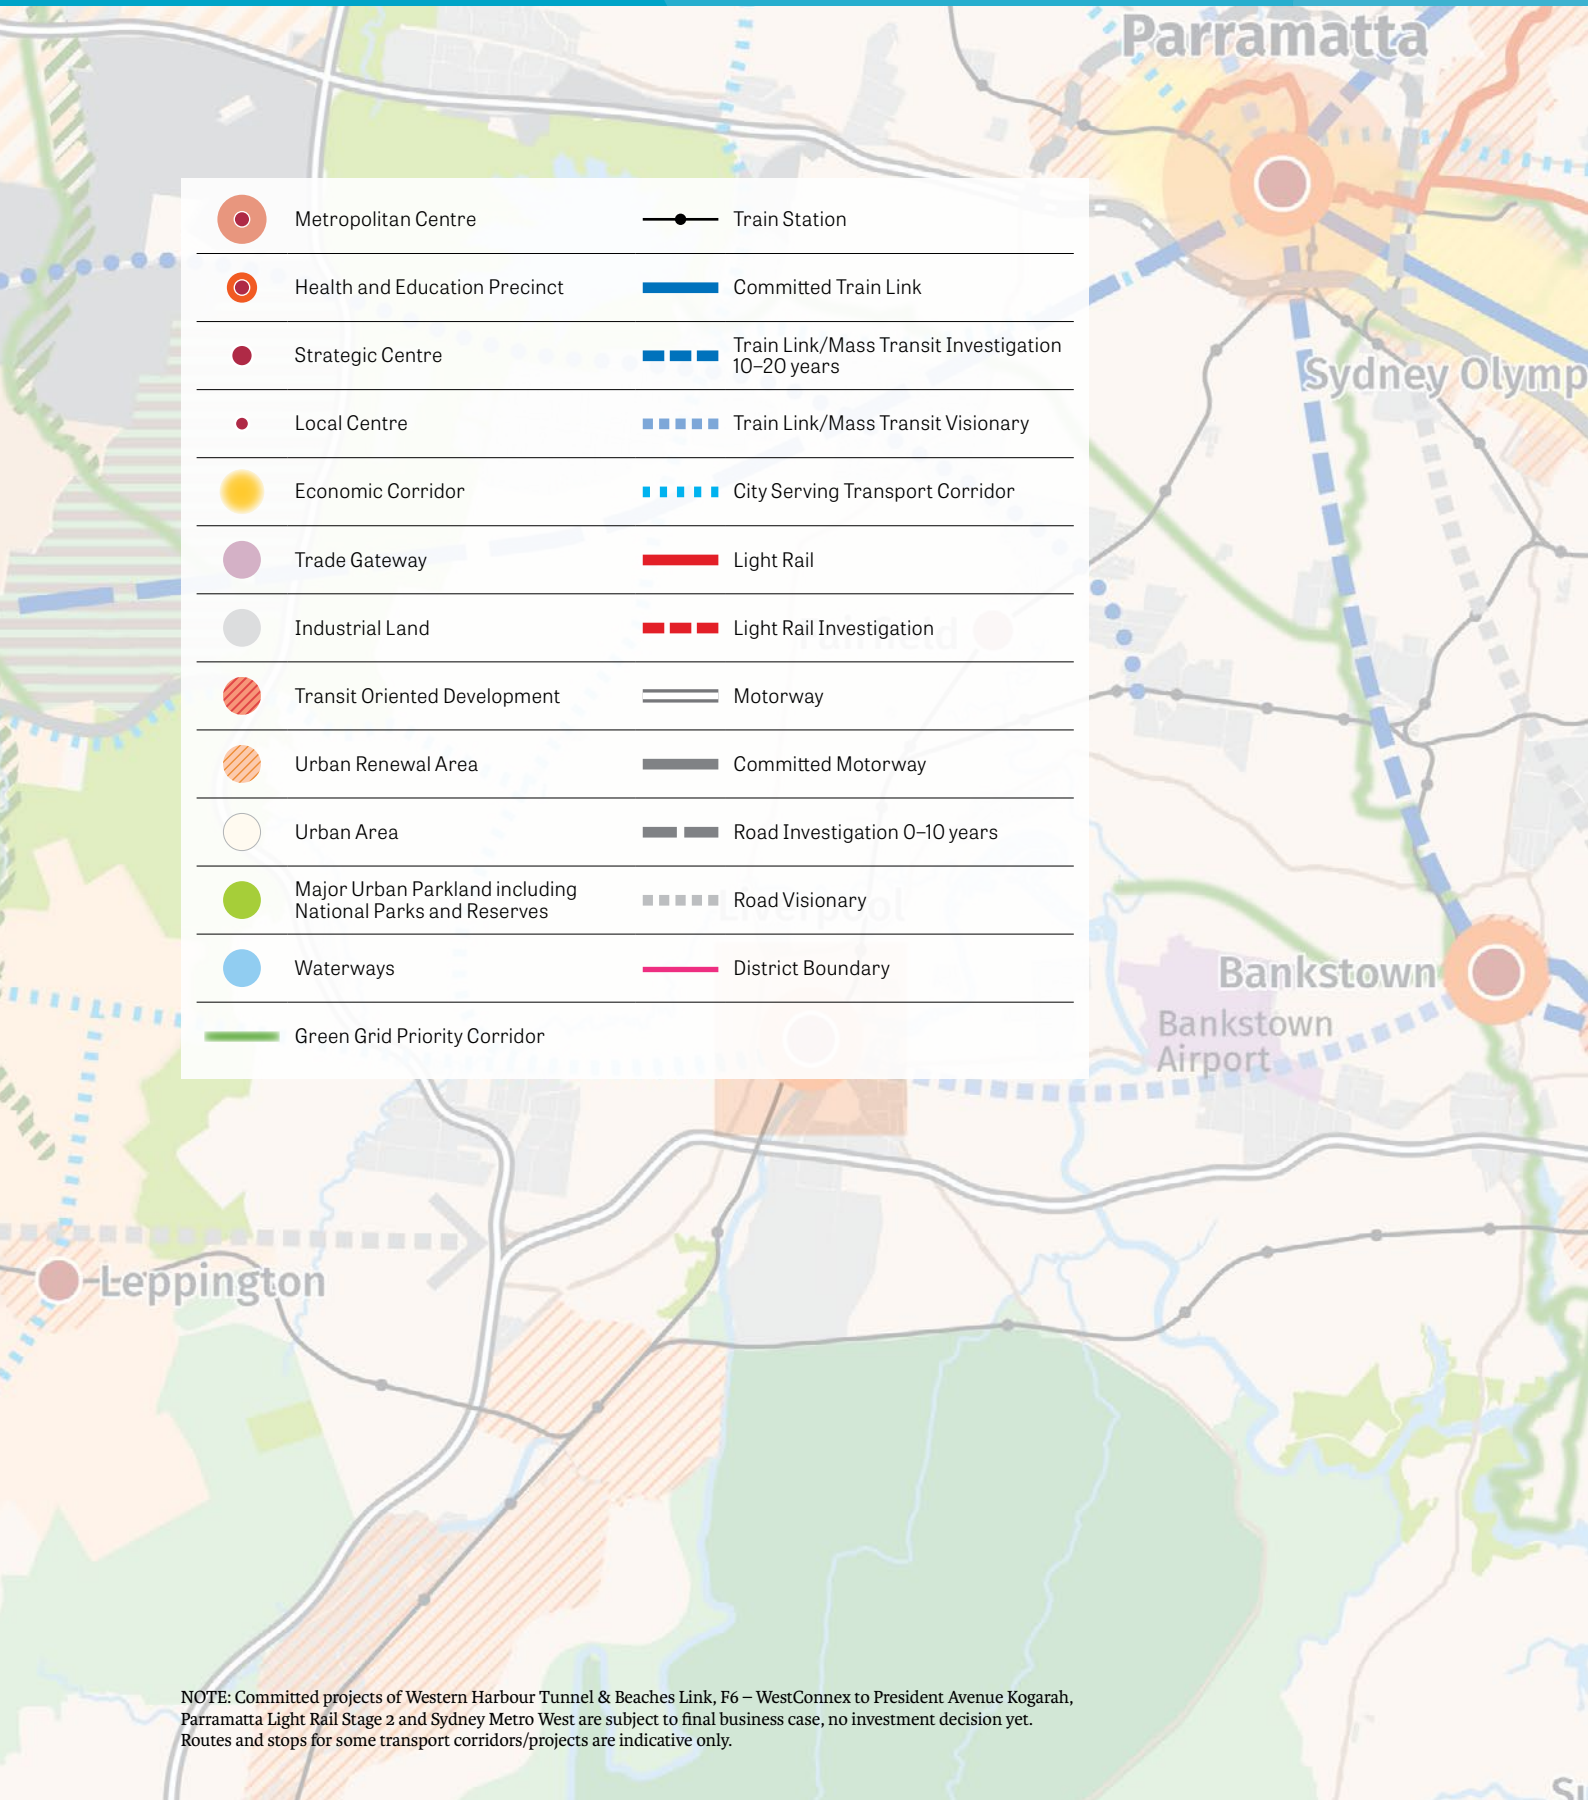 Parramatta
Metropolitan Centre
Train Station
Health and Education Precinct
Committed Train Link
Strategic Centre
Train Link/Mass Transit Investigation
10–20 years
Sydney Olymp
Local Centre
Train Link/Mass Transit Visionary
Economic Corridor
City Serving Transport Corridor
Trade Gateway
Light Rail
Industrial Land
Light Rail Investigation
Fairfield
Transit Oriented Development
Motorway
Urban Renewal Area
Committed Motorway
Urban Area
Road Investigation 0–10 years
Major Urban Parkland including
National Parks and Reserves
Road Visionary
Liverpool
Waterways
District Boundary
Bankstown
Bankstown
Airport
Green Grid Priority Corridor
Leppington
NOTE: Committed projects of Western Harbour Tunnel & Beaches Link, F6 – WestConnex to President Avenue Kogarah,
Parramatta Light Rail Stage 2 and Sydney Metro West are subject to final business case, no investment decision yet.
Routes and stops for some transport corridors/projects are indicative only.